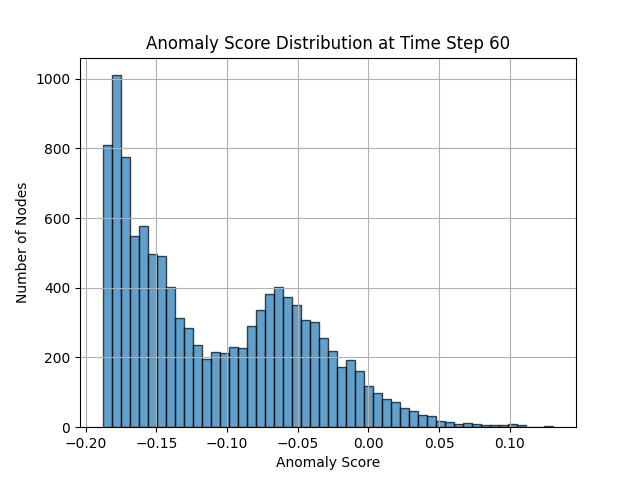 Anomaly Score Distribution at Time Step 60
1000
800
600
400
200
0
Number of Nodes
−0.20 −0.15 −0.10 −0.05 0.00 0.05 0.10
Anomaly Score